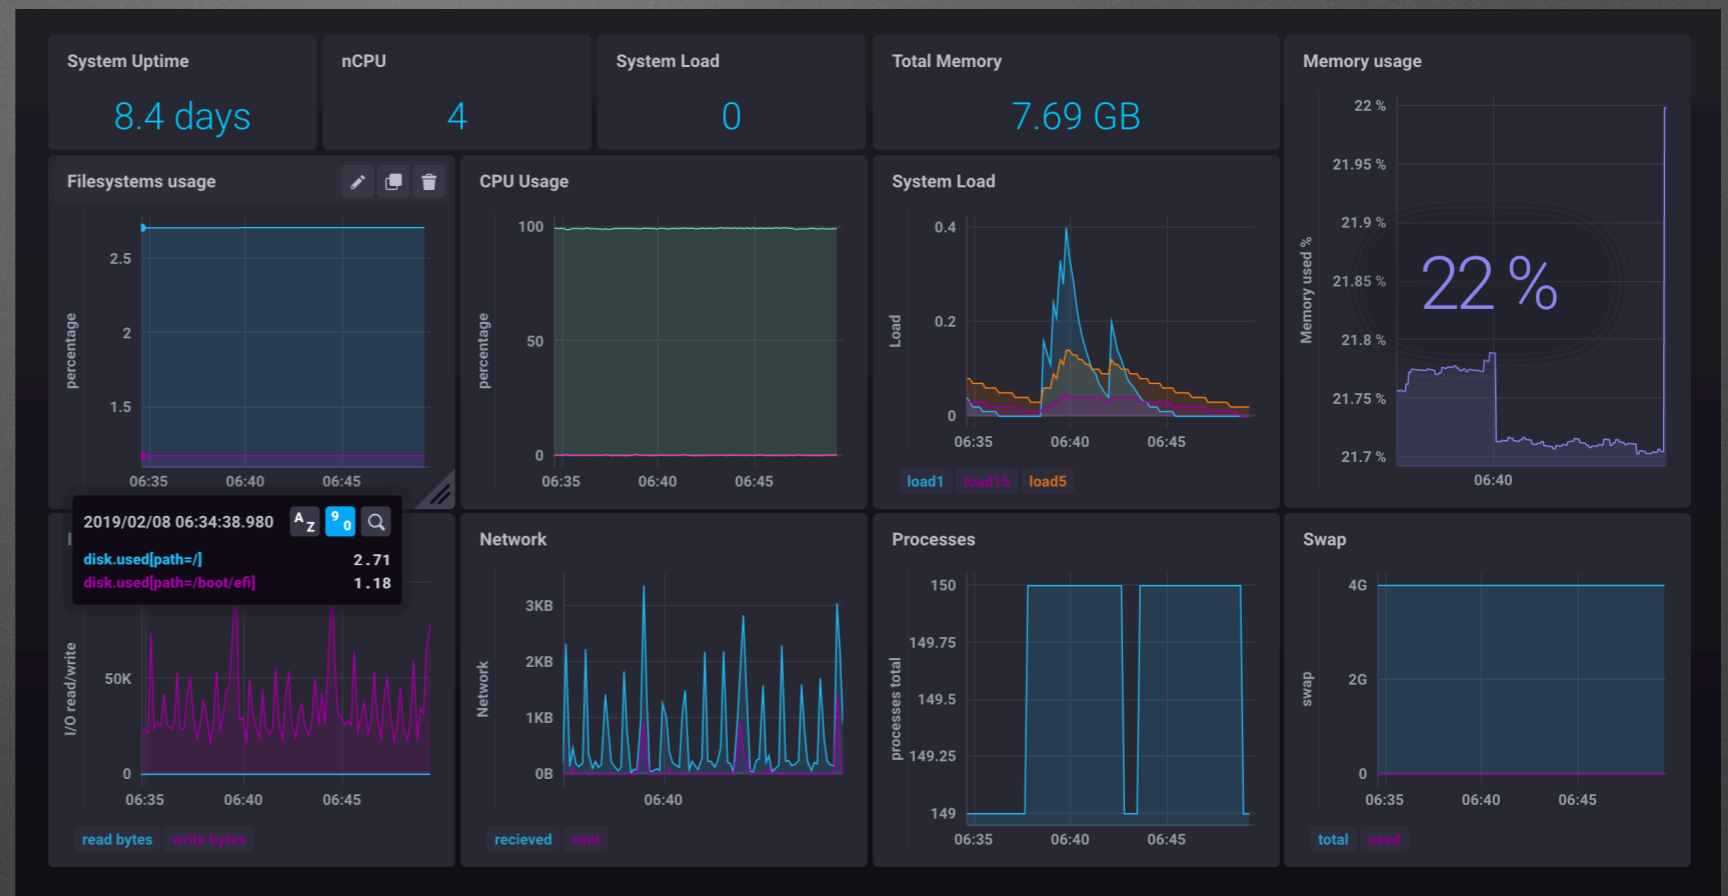 System Uptime
8.4 days
nCPU
4
System Load
0
Total Memory
7.69 GB
Memory usage
22 %
21.95 %
21.9 %
21.85 %
21.8 %
21.75 %
21.7 %
Memory used %
22 %
06:40
Filesystems usage
2.5
2
1.5
percentage
06:35 06:40 06:45
CPU Usage
100
50
0
percentage
06:35 06:40 06:45
System Load
0.4
0.2
0
Load
06:35 06:40 06:45
load1 load15 load5
2019/02/08 06:34:38.980 A Z 9 0
disk.used[path=/] 2.71
disk.used[path=/boot/efi] 1.18
50K
0
I/O read/write
06:35 06:40 06:45
read bytes write bytes
Network
3KB
2KB
1KB
0B
Network
06:40
recieved sent
Processes
150
149.75
149.5
149.25
149
processes total
06:35 06:40 06:45
Swap
4G
2G
0
swap
06:35 06:40 06:45
total used